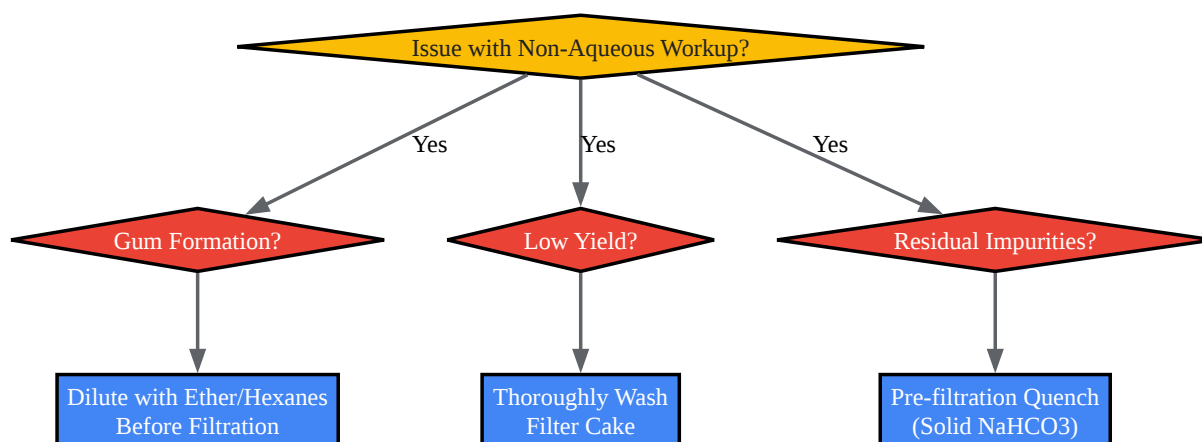 Issue with Non-Aqueous Workup?
Yes
Yes
Yes
Gum Formation?
Low Yield?
Residual Impurities?
Dilute with Ether/Hexanes
Before Filtration
Thoroughly Wash
Filter Cake
Pre-filtration Quench
(Solid NaHCO3)